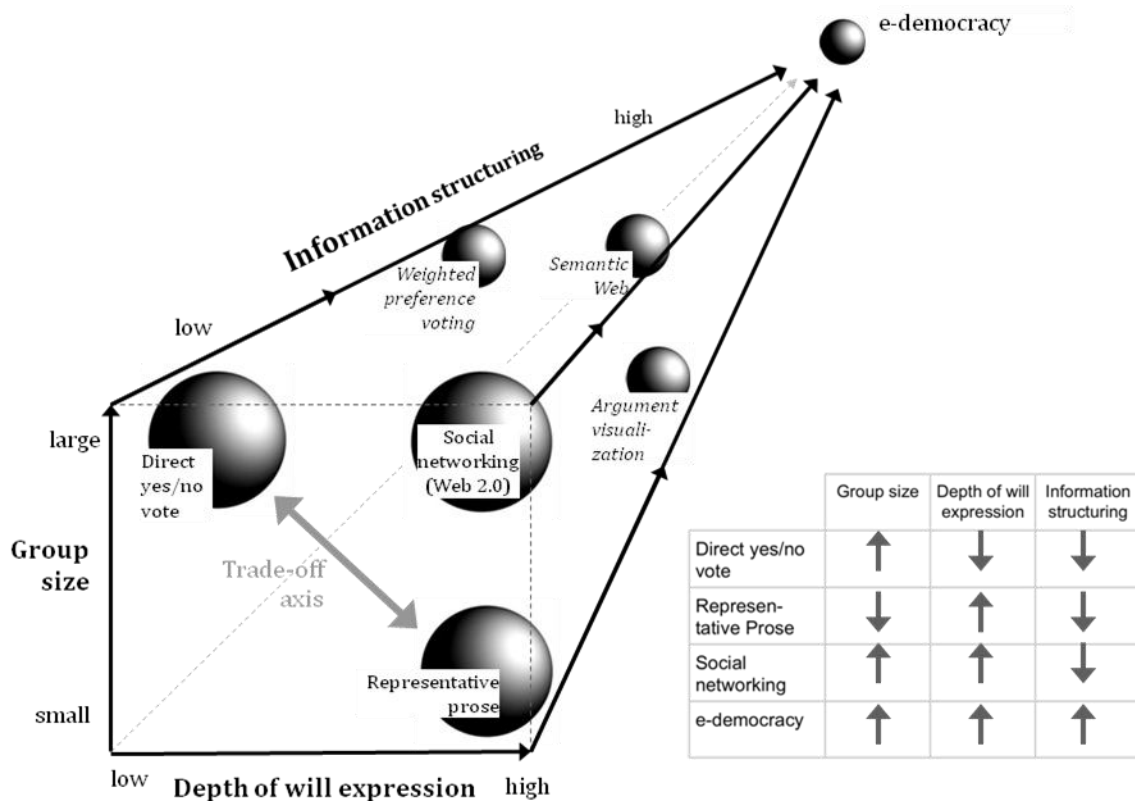 e-democracy
high
Information structuring
Weighted
preference
voting
Semantic
Web
low
large
Direct
yes/no
vote
Social
networking
(Web 2.0)
Argument
visuali-
zation
Group
size
Trade-off
axis
Representative
prose
small
low
Depth of will expression
high
Group size
Depth of will
expression
Information
structuring
Direct yes/no
vote
Represen-
tative Prose
Social
networking
e-democracy